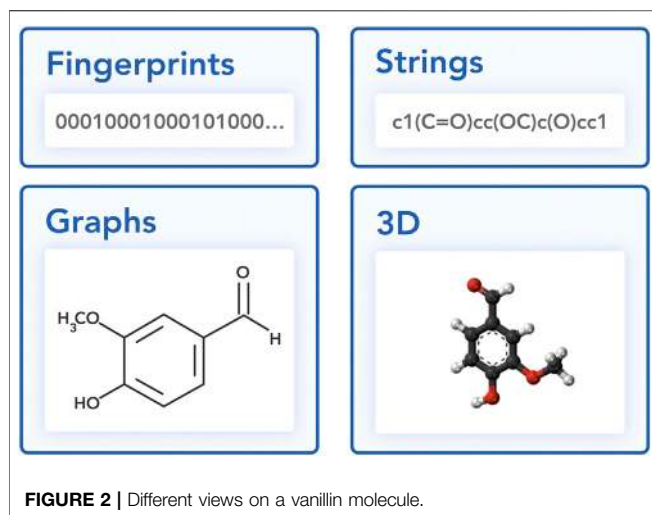 Fingerprints
00010001000101000...
Strings
c1(C=O)cc(OC)c(O)cc1
Graphs
O
H₃CO
H
HO
3D
FIGURE 2 | Different views on a vanillin molecule.